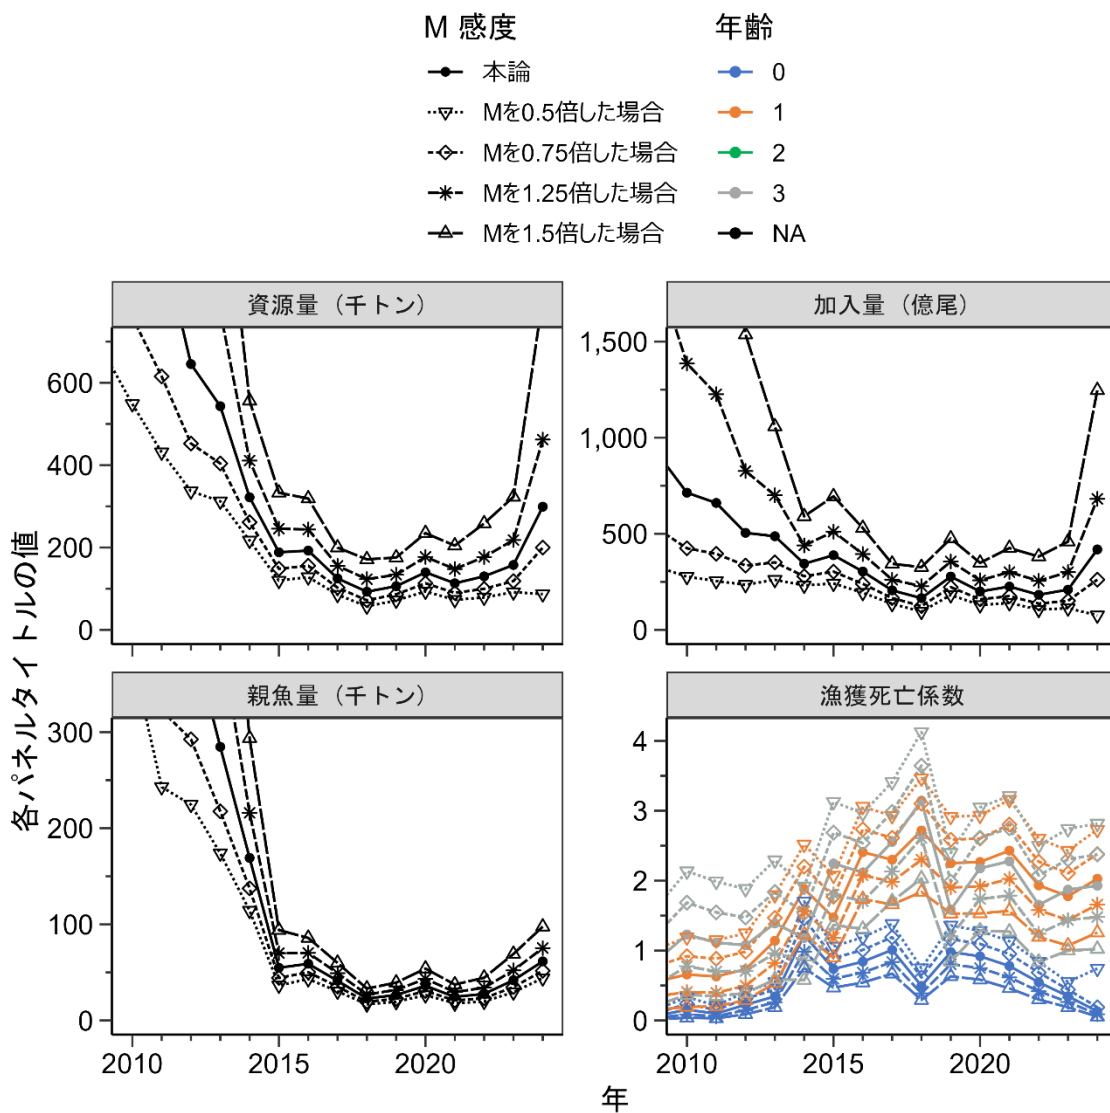 M 感度
本論
Mを0.5倍した場合
Mを0.75倍した場合
Mを1.25倍した場合
Mを1.5倍した場合
年齢
0
1
2
3
NA
各パネルタイトルの値
資源量（千トン）
600
400
200
0
加入量（億尾）
1,500
1,000
500
0
親魚量（千トン）
300
200
100
0
2010 2015 2020
漁獲死亡係数
4
3
2
1
0
2010 2015 2020
年